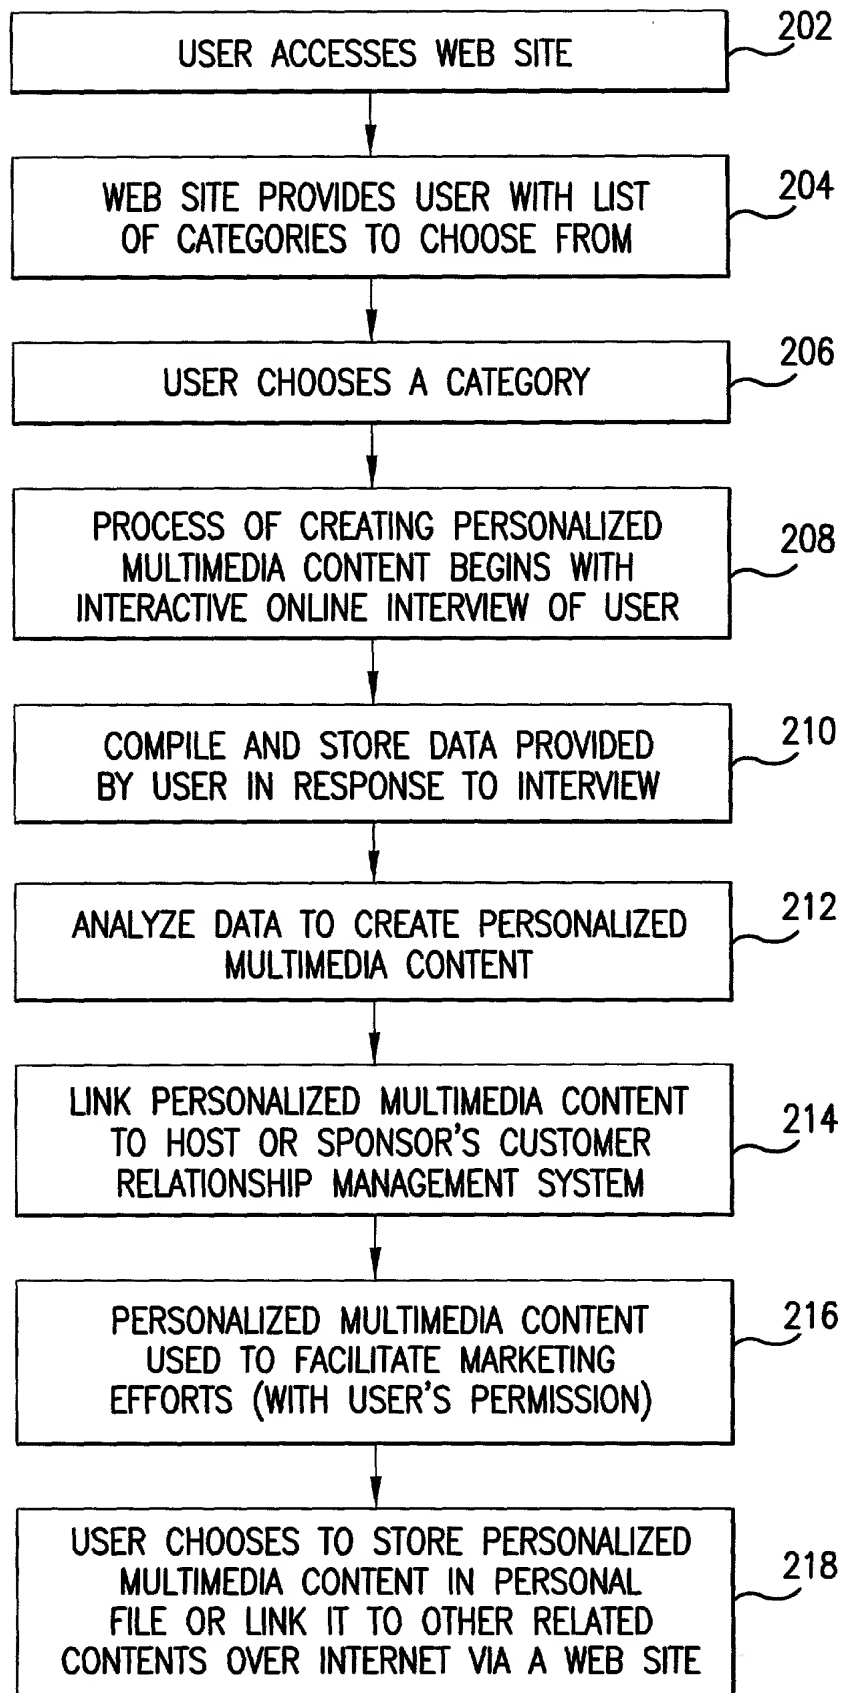 USER ACCESSES WEB SITE
202
WEB SITE PROVIDES USER WITH LIST
OF CATEGORIES TO CHOOSE FROM
204
USER CHOOSES A CATEGORY
206
PROCESS OF CREATING PERSONALIZED
MULTIMEDIA CONTENT BEGINS WITH
INTERACTIVE ONLINE INTERVIEW OF USER
208
COMPILE AND STORE DATA PROVIDED
BY USER IN RESPONSE TO INTERVIEW
210
ANALYZE DATA TO CREATE PERSONALIZED
MULTIMEDIA CONTENT
212
LINK PERSONALIZED MULTIMEDIA CONTENT
TO HOST OR SPONSOR'S CUSTOMER
RELATIONSHIP MANAGEMENT SYSTEM
214
PERSONALIZED MULTIMEDIA CONTENT
USED TO FACILITATE MARKETING
EFFORTS (WITH USER'S PERMISSION)
216
USER CHOOSES TO STORE PERSONALIZED
MULTIMEDIA CONTENT IN PERSONAL
FILE OR LINK IT TO OTHER RELATED
CONTENTS OVER INTERNET VIA A WEB SITE
218